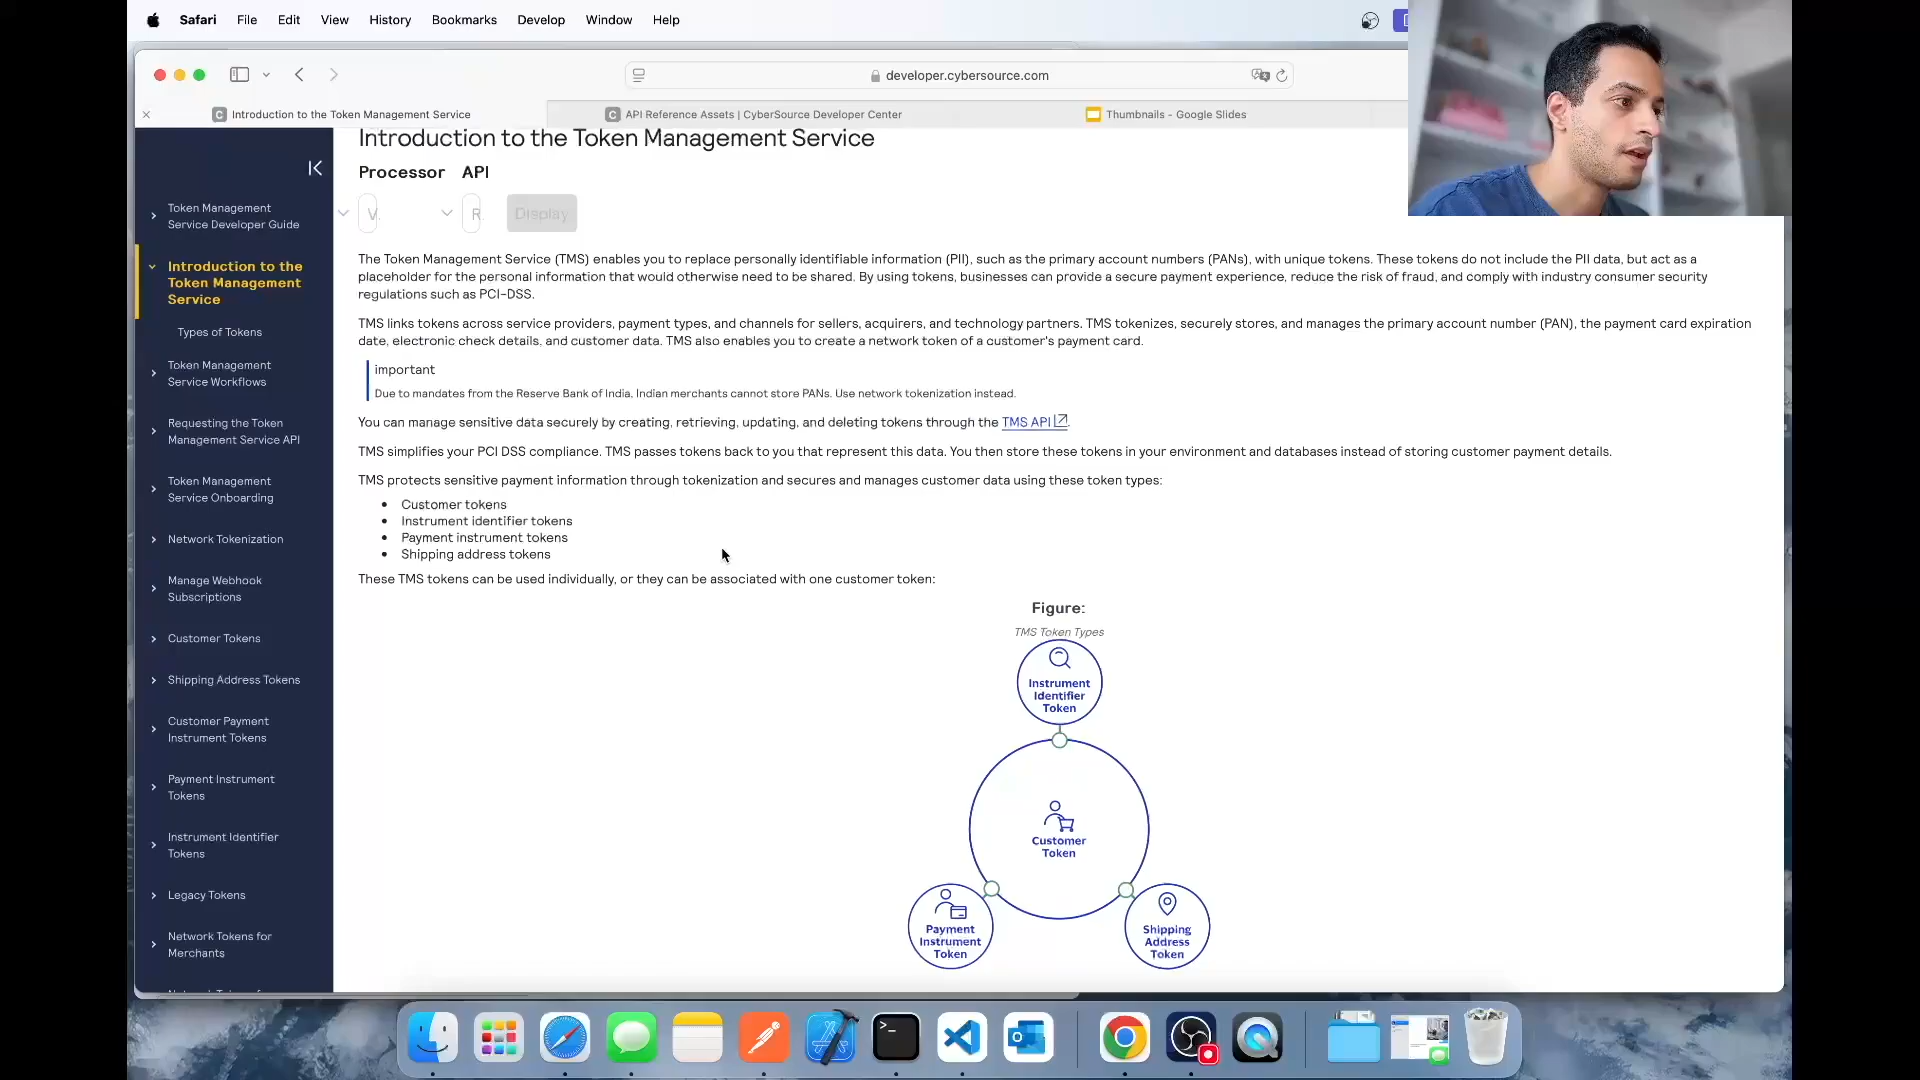 Safari File Edit View History Bookmarks Develop Window Help
developer.cybersource.com
Introduction to the Token Management Service
API Reference Assets | CyberSource Developer Center
Thumbnails - Google Slides
Token Management
Service Developer Guide
Introduction to the
Token Management
Service
Types of Tokens
Token Management
Service Workflows
Requesting the Token
Management Service API
Token Management
Service Onboarding
Network Tokenization
Manage Webhook
Subscriptions
Customer Tokens
Shipping Address Tokens
Customer Payment
Instrument Tokens
Payment Instrument
Tokens
Instrument Identifier
Tokens
Legacy Tokens
Network Tokens for
Merchants
Introduction to the Token Management Service
Processor API
V. R Display
The Token Management Service (TMS) enables you to replace personally identifiable information (PII), such as the primary account numbers (PANs), with unique tokens. These tokens do not include the PII data, but act as a
placeholder for the personal information that would otherwise need to be shared. By using tokens, businesses can provide a secure payment experience, reduce the risk of fraud, and comply with industry consumer security
regulations such as PCI-DSS.
TMS links tokens across service providers, payment types, and channels for sellers, acquirers, and technology partners. TMS tokenizes, securely stores, and manages the primary account number (PAN), the payment card expiration
date, electronic check details, and customer data. TMS also enables you to create a network token of a customer's payment card.
important
Due to mandates from the Reserve Bank of India, Indian merchants cannot store PANs. Use network tokenization instead.
You can manage sensitive data securely by creating, retrieving, updating, and deleting tokens through the TMS API.
TMS simplifies your PCI DSS compliance. TMS passes tokens back to you that represent this data. You then store these tokens in your environment and databases instead of storing customer payment details.
TMS protects sensitive payment information through tokenization and secures and manages customer data using these token types:
• Customer tokens
• Instrument identifier tokens
• Payment instrument tokens
• Shipping address tokens
These TMS tokens can be used individually, or they can be associated with one customer token:
Figure:
TMS Token Types
Instrument
Identifier
Token
Customer
Token
Payment
Instrument
Token
Shipping
Address
Token